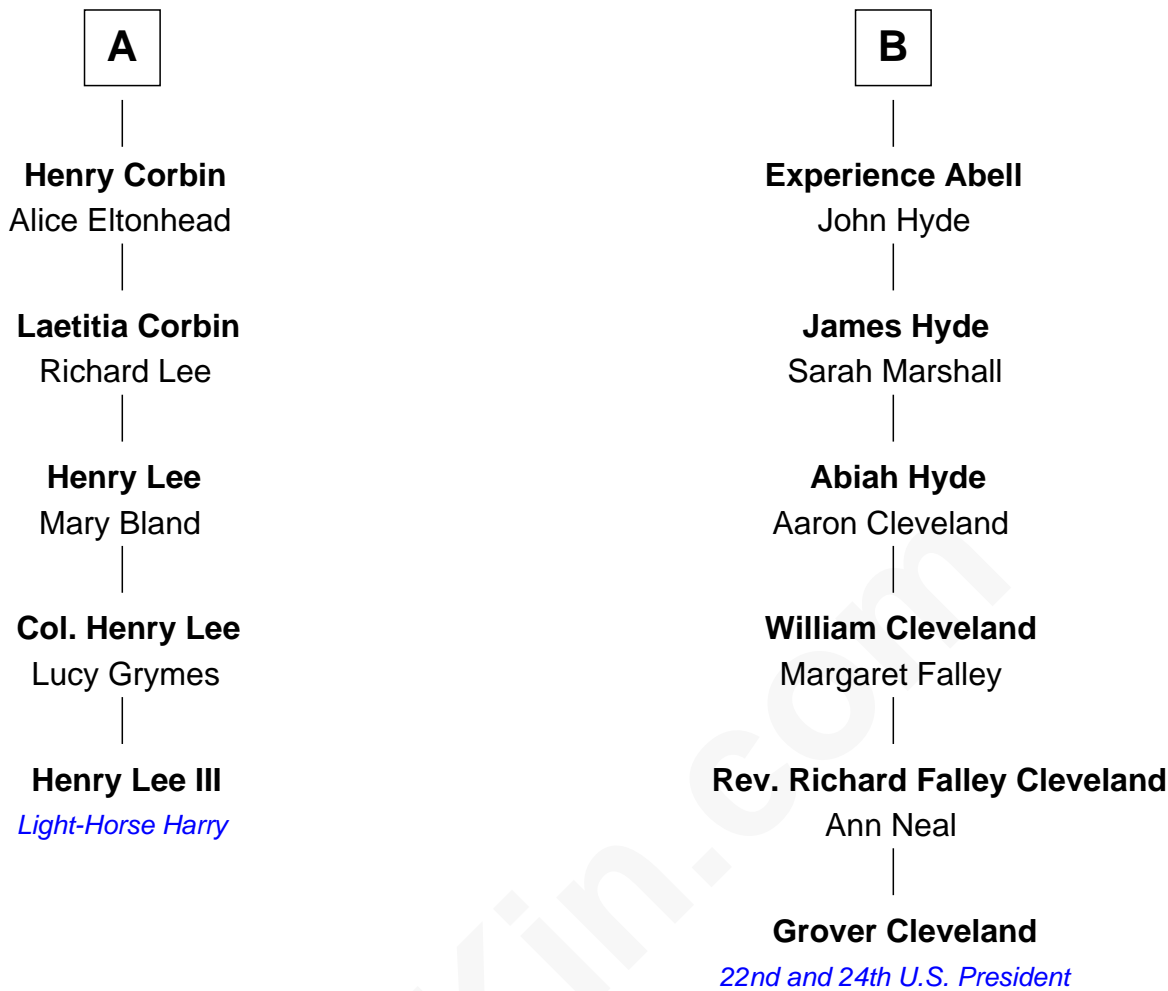 A
Henry Corbin
Alice Eltonhead
Laetitia Corbin
Richard Lee
Henry Lee
Mary Bland
Col. Henry Lee
Lucy Grymes
Henry Lee III
Light-Horse Harry
B
Experience Abell
John Hyde
James Hyde
Sarah Marshall
Abiah Hyde
Aaron Cleveland
William Cleveland
Margaret Falley
Rev. Richard Falley Cleveland
Ann Neal
Grover Cleveland
22nd and 24th U.S. President